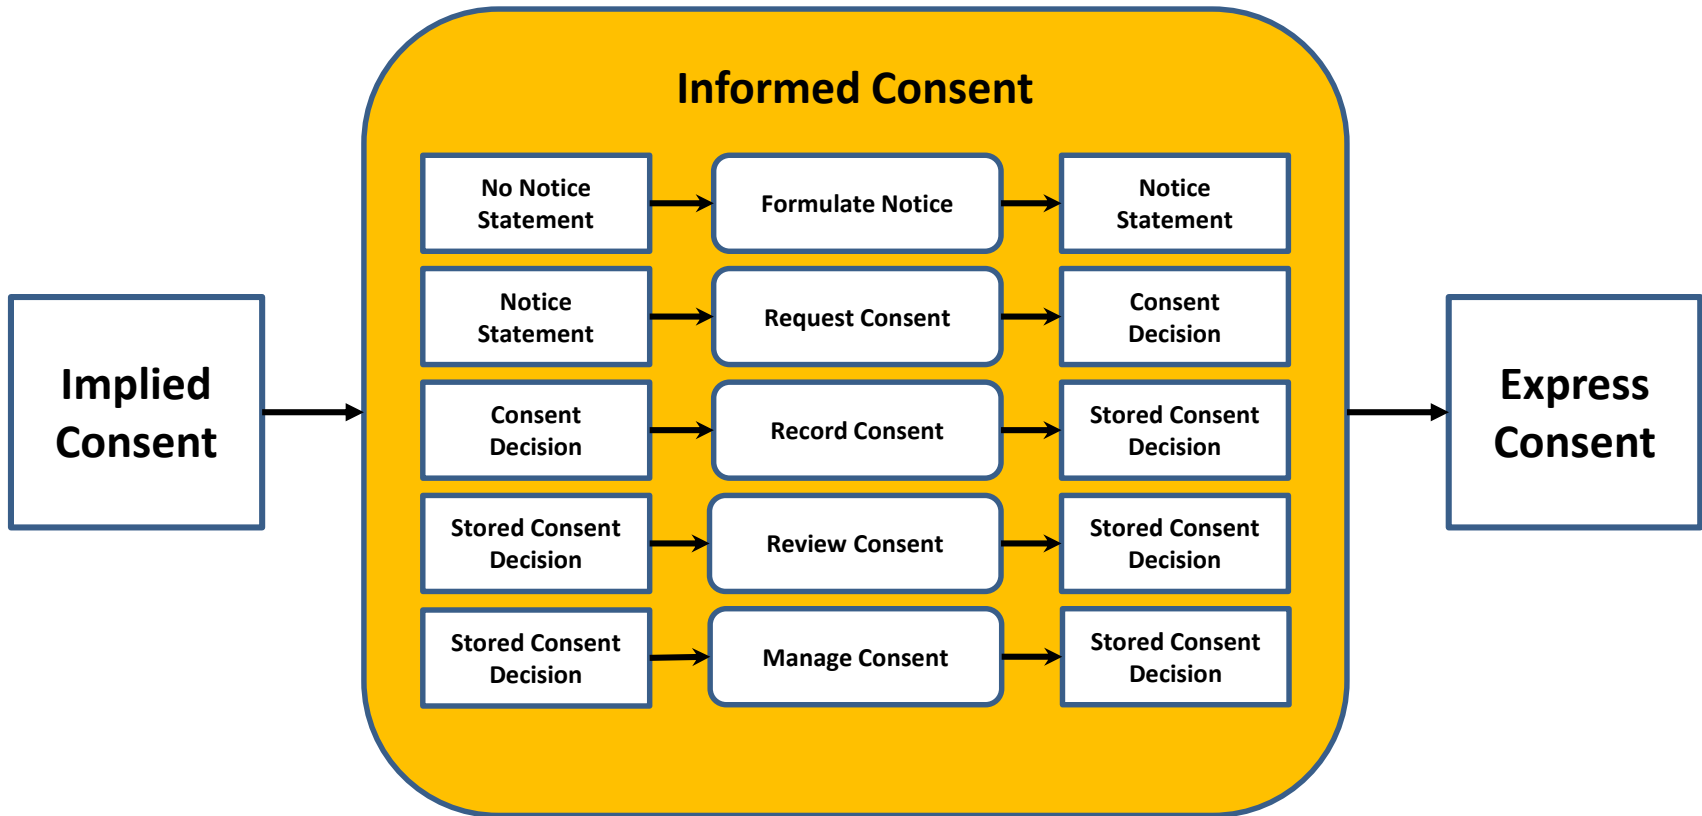 Informed Consent
No Notice
Statement
Formulate Notice
Notice
Statement
Notice
Statement
Request Consent
Consent
Decision
Implied
Consent
Consent
Decision
Record Consent
Stored Consent
Decision
Express
Consent
Stored Consent
Decision
Review Consent
Stored Consent
Decision
Stored Consent
Decision
Manage Consent
Stored Consent
Decision